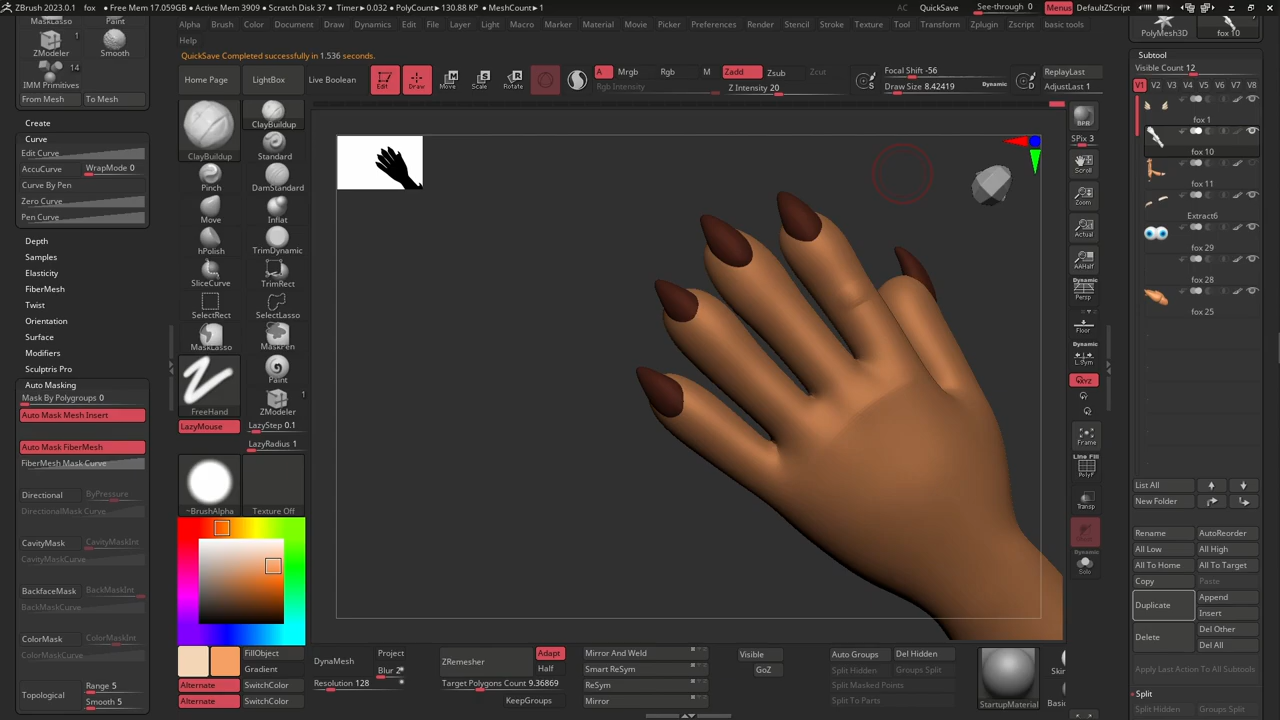 ZBrush 2023.0.1   fox   • Free Mem 17.059GB • Active Mem 3909 • Scratch Disk 37 • Timer▸0.032 • PolyCount▸130.88 KP • MeshCount▸1
AC QuickSave See-through 0 Menus DefaultZScript
Alpha Brush Color Document Draw Dynamics Edit File Layer Light Macro Marker Material Movie Picker Preferences Render Stencil Stroke Texture Tool Transform Zplugin Zscript basic tools
Help
QuickSave Completed successfully in 1.536 seconds.
MaskLasso Paint
ZModeler 1
Smooth
14
IMM Primitives
From Mesh To Mesh
Create
Curve
Edit Curve
AccuCurve WrapMode 0
Curve By Pen
Zero Curve
Pen Curve
Depth
Samples
Elasticity
FiberMesh
Twist
Orientation
Surface
Modifiers
Sculptris Pro
Auto Masking
Mask By Polygroups 0
Auto Mask Mesh Insert
Auto Mask FiberMesh
FiberMesh Mask Curve
Directional ByPressure
DirectionalMask Curve
CavityMask CavityMaskInt
CavityMaskCurve
BackfaceMask BackMaskInt
BackMaskCurve
ColorMask ColorMaskInt
ColorMaskCurve
Topological Range 5
Smooth 5
Home Page LightBox Live Boolean
Edit Draw Move Scale Rotate
A Mrgb Rgb M Zadd Zsub Zcut
Rgb Intensity Z Intensity 20
Focal Shift -56
Draw Size 8.42419 Dynamic
ReplayLast
AdjustLast 1
S D
ClayBuildup ClayBuildup
Standard
Pinch DamStandard
Move Inflat
hPolish TrimDynamic
SliceCurve TrimRect
SelectRect SelectLasso
MaskLasso MaskPen
FreeHand Paint
1
ZModeler
LazyMouse LazyStep 0.1
LazyRadius 1
~BrushAlpha Texture Off
FillObject
Gradient
Alternate SwitchColor
Alternate SwitchColor
DynaMesh Project
Blur 2
Resolution 128
ZRemesher Adapt
Half
Target Polygons Count 9.36869
KeepGroups
Mirror And Weld
Smart ReSym
ReSym
Mirror
Visible
GoZ
Auto Groups Del Hidden
Split Hidden Groups Split
Split Masked Points
Split To Parts
StartupMaterial
Skin
Basic
BPR
SPix 3
Scroll
Zoom
Actual
AAHalf
Dynamic
Persp
Floor
Dynamic
L.Sym
Frame
Line Fill
PolyF
Transp
Dynamic
Solo
PolyMesh3D fox 10
Subtool
Visible Count 12
V1 V2 V3 V4 V5 V6 V7 V8
fox 1
fox 10
fox 11
Extract6
fox 29
fox 28
fox 25
List All
New Folder
Rename AutoReorder
All Low All High
All To Home All To Target
Copy Paste
Duplicate Append
Insert
Delete Del Other
Del All
Apply Last Action To All Subtools
Split
Split Hidden Groups Split